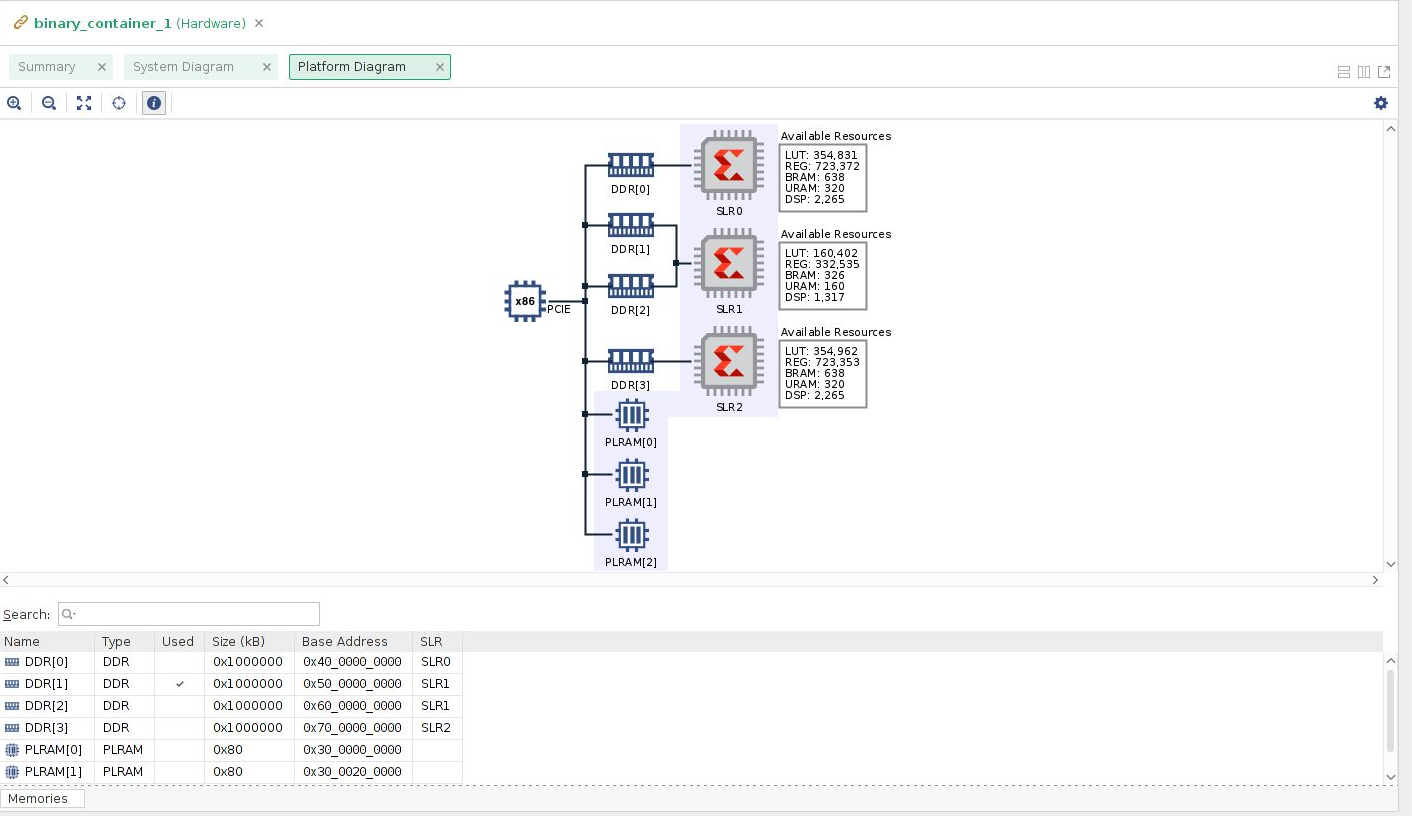 binary_container_1 (Hardware)
Summary
System Diagram
Platform Diagram
Available Resources
LUT: 354,831
REG: 723,372
BRAM: 638
URAM: 320
DSP: 2,265
DDR[0]
SLR0
Available Resources
LUT: 160,402
REG: 332,535
BRAM: 326
URAM: 160
DSP: 1,317
DDR[1]
x86
PCIE
DDR[2]
SLR1
Available Resources
LUT: 354,962
REG: 723,353
BRAM: 638
URAM: 320
DSP: 2,265
DDR[3]
SLR2
PLRAM[0]
PLRAM[1]
PLRAM[2]
Search:
Name Type Used Size (kB) Base Address SLR
DDR[0] DDR 0x1000000 0x40_0000_0000 SLR0
DDR[1] DDR ✓ 0x1000000 0x50_0000_0000 SLR1
DDR[2] DDR 0x1000000 0x60_0000_0000 SLR1
DDR[3] DDR 0x1000000 0x70_0000_0000 SLR2
PLRAM[0] PLRAM 0x80 0x30_0000_0000
PLRAM[1] PLRAM 0x80 0x30_0020_0000
Memories